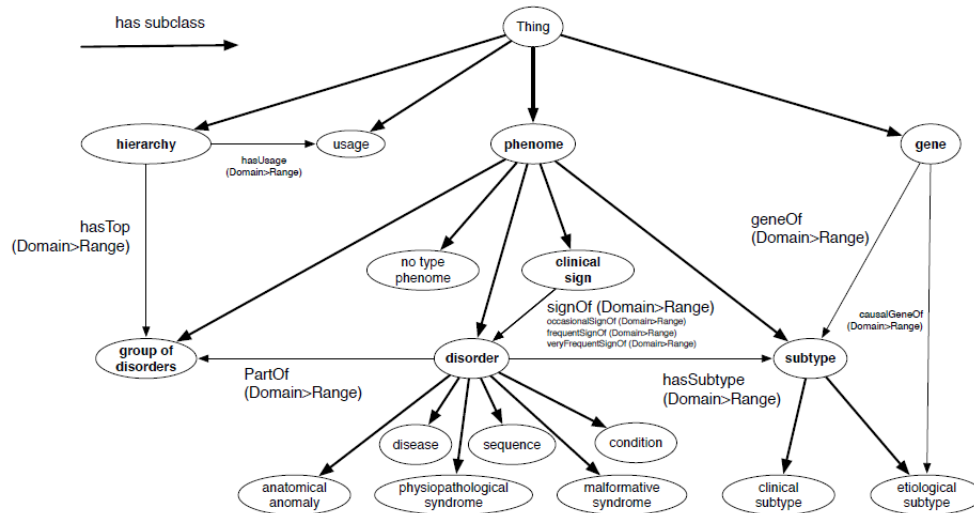 has subclass
Thing
hierarchy
usage
phenome
gene
hasUsage
(Domain>Range)
hasTop
(Domain>Range)
geneOf
(Domain>Range)
no type
phenome
clinical
sign
signOf (Domain>Range)
occasionalSignOf (Domain>Range)
frequentSignOf (Domain>Range)
veryFrequentSignOf (Domain>Range)
causalGeneOf
(Domain>Range)
group of
disorders
disorder
subtype
PartOf
(Domain>Range)
hasSubtype
(Domain>Range)
disease
sequence
condition
anatomical
anomaly
physiopathological
syndrome
malformative
syndrome
clinical
subtype
etiological
subtype